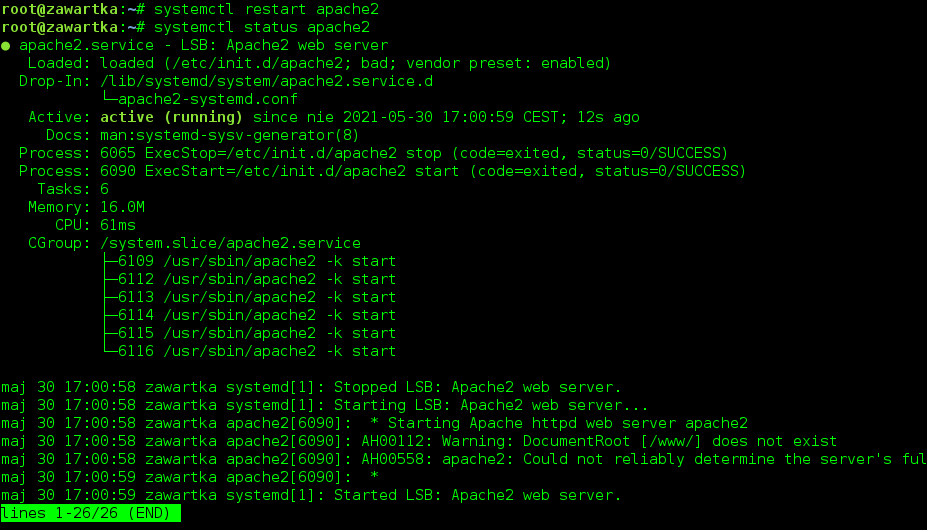 root@zawartka:~# systemctl restart apache2
root@zawartka:~# systemctl status apache2
● apache2.service - LSB: Apache2 web server
   Loaded: loaded (/etc/init.d/apache2; bad; vendor preset: enabled)
  Drop-In: /lib/systemd/system/apache2.service.d
           └─apache2-systemd.conf
   Active: active (running) since nie 2021-05-30 17:00:59 CEST; 12s ago
     Docs: man:systemd-sysv-generator(8)
  Process: 6065 ExecStop=/etc/init.d/apache2 stop (code=exited, status=0/SUCCESS)
  Process: 6090 ExecStart=/etc/init.d/apache2 start (code=exited, status=0/SUCCESS)
    Tasks: 6
   Memory: 16.0M
      CPU: 61ms
   CGroup: /system.slice/apache2.service
           ├─6109 /usr/sbin/apache2 -k start
           ├─6112 /usr/sbin/apache2 -k start
           ├─6113 /usr/sbin/apache2 -k start
           ├─6114 /usr/sbin/apache2 -k start
           ├─6115 /usr/sbin/apache2 -k start
           └─6116 /usr/sbin/apache2 -k start

maj 30 17:00:58 zawartka systemd[1]: Stopped LSB: Apache2 web server.
maj 30 17:00:58 zawartka systemd[1]: Starting LSB: Apache2 web server...
maj 30 17:00:58 zawartka apache2[6090]:  * Starting Apache httpd web server apache2
maj 30 17:00:58 zawartka apache2[6090]: AH00112: Warning: DocumentRoot [/www/] does not exist
maj 30 17:00:58 zawartka apache2[6090]: AH00558: apache2: Could not reliably determine the server's ful
maj 30 17:00:59 zawartka apache2[6090]:  *
maj 30 17:00:59 zawartka systemd[1]: Started LSB: Apache2 web server.
lines 1-26/26 (END)